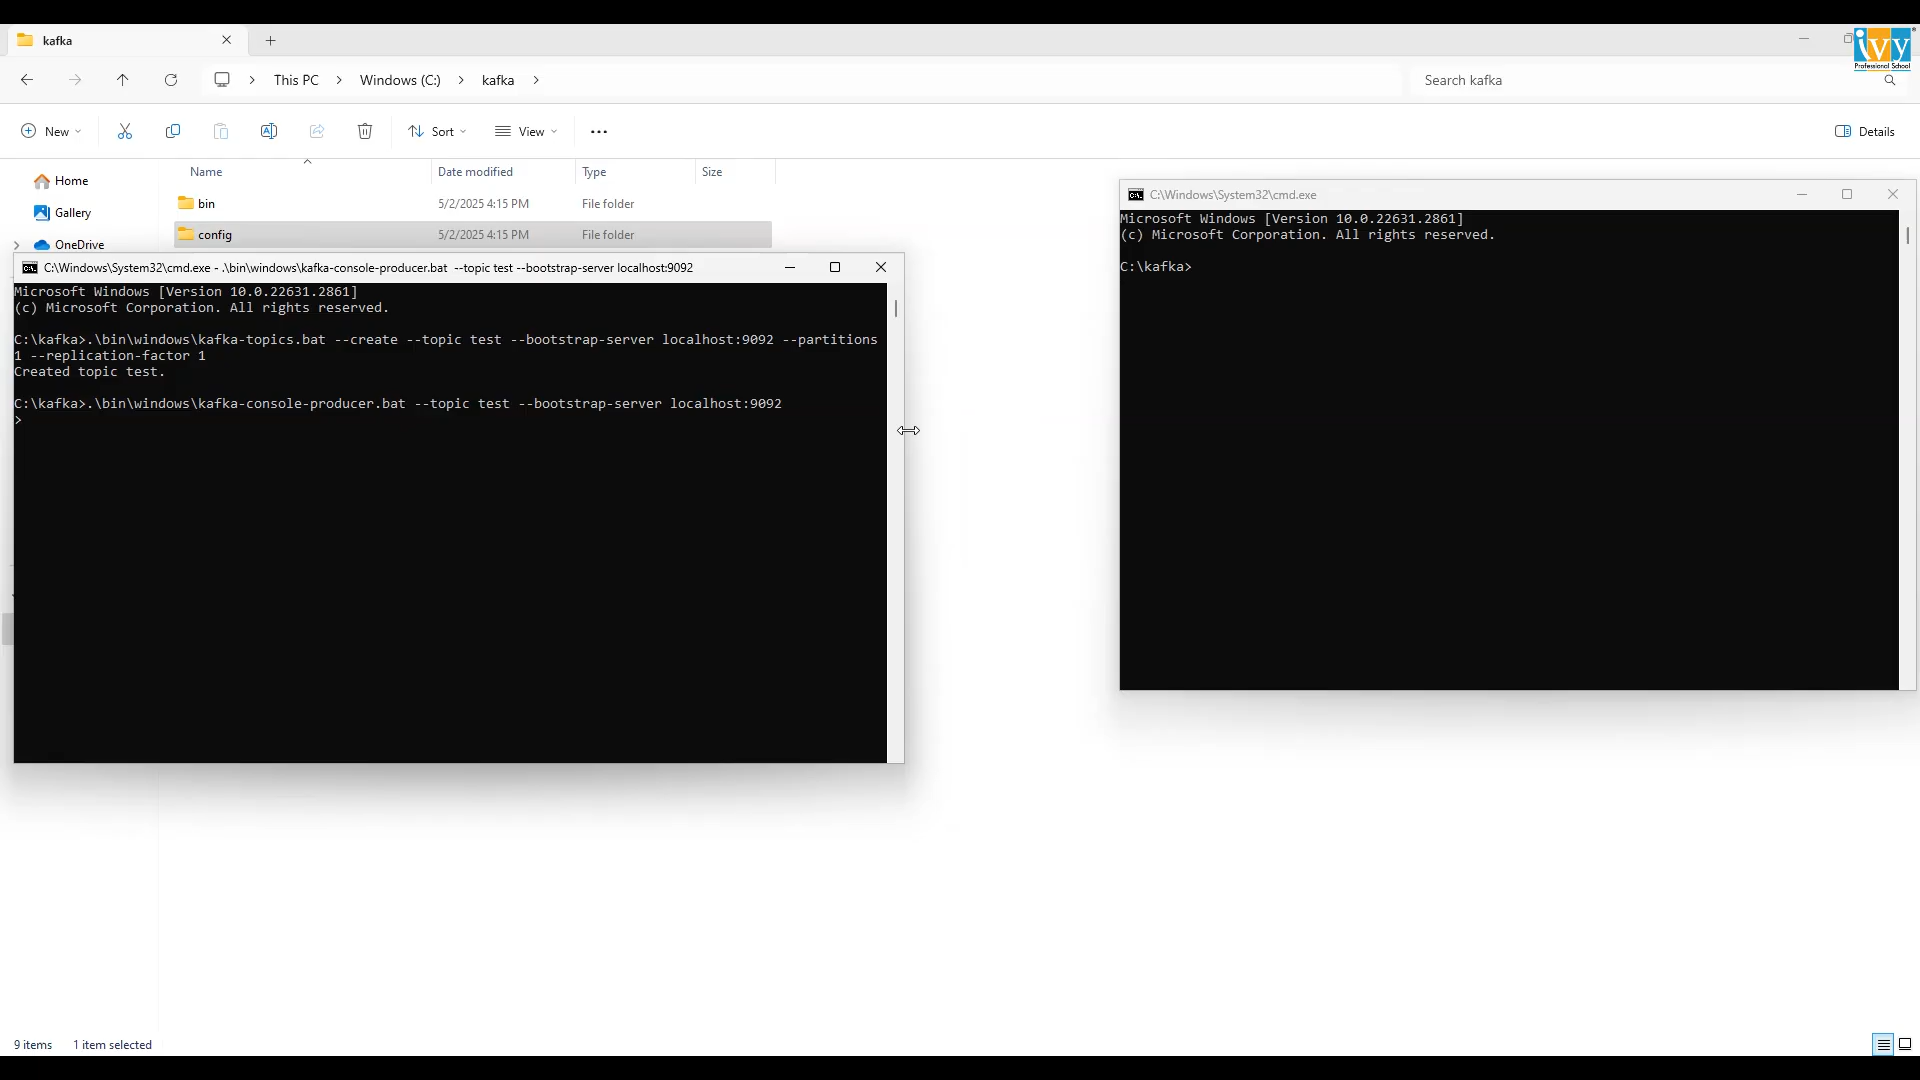 kafka
ivy
Professional School
This PC
Windows (C:)
kafka
Search kafka
New
Sort
View
Details
Name
Date modified
Type
Size
Home
Gallery
OneDrive
bin
5/2/2025 4:15 PM
File folder
config
5/2/2025 4:15 PM
File folder
C:\Windows\System32\cmd.exe - .\bin\windows\kafka-console-producer.bat --topic test --bootstrap-server localhost:9092
Microsoft Windows [Version 10.0.22631.2861]
(c) Microsoft Corporation. All rights reserved.
C:\kafka>.\bin\windows\kafka-topics.bat --create --topic test --bootstrap-server localhost:9092 --partitions
1 --replication-factor 1
Created topic test.
C:\kafka>.\bin\windows\kafka-console-producer.bat --topic test --bootstrap-server localhost:9092
>
C:\Windows\System32\cmd.exe
Microsoft Windows [Version 10.0.22631.2861]
(c) Microsoft Corporation. All rights reserved.
C:\kafka>
9 items
1 item selected